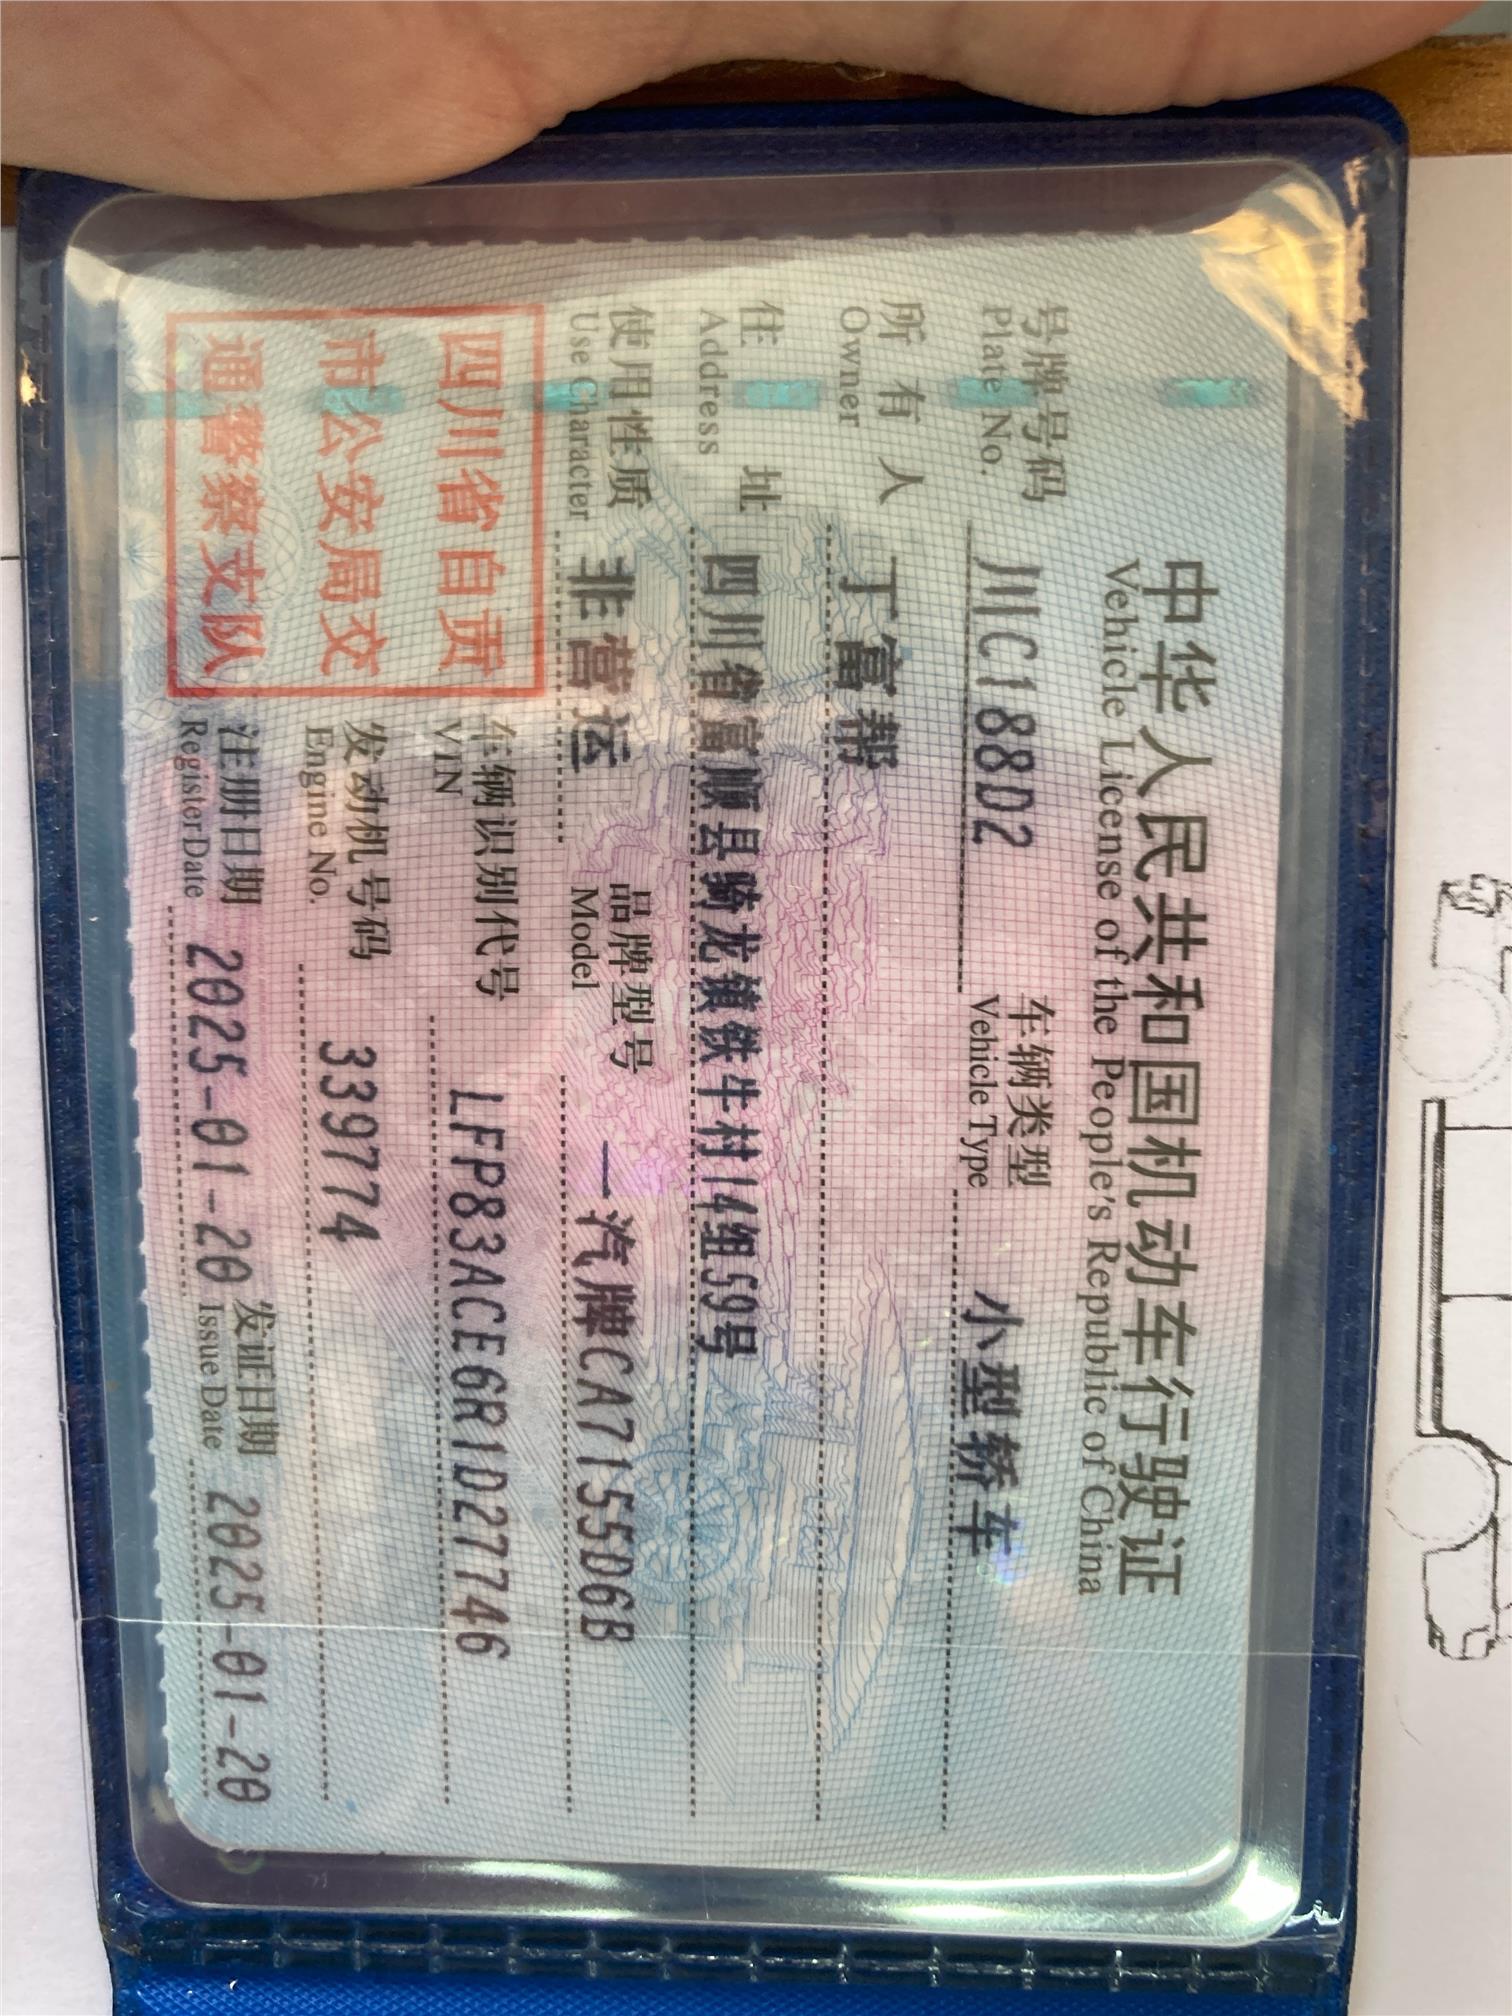 中华人民共和国机动车行驶证
Vehicle License of the People's Republic of China
号牌号码 川C188D2 车辆类型 小型轿车
Plate No. Vehicle Type
所有人 丁富帮
Owner
住址 四川省富顺县骑龙镇铁牛村14组59号
Address
使用性质 非营运 品牌型号 一汽牌CA7155D6B
Use Character Model
四川省自贡
市公安局交
通警察支队
车辆识别代号 LFP83ACE6R1D27746
VIN
发动机号码 339774
Engine No.
注册日期 2025-01-20 发证日期 2025-01-20
Register Date Issue Date